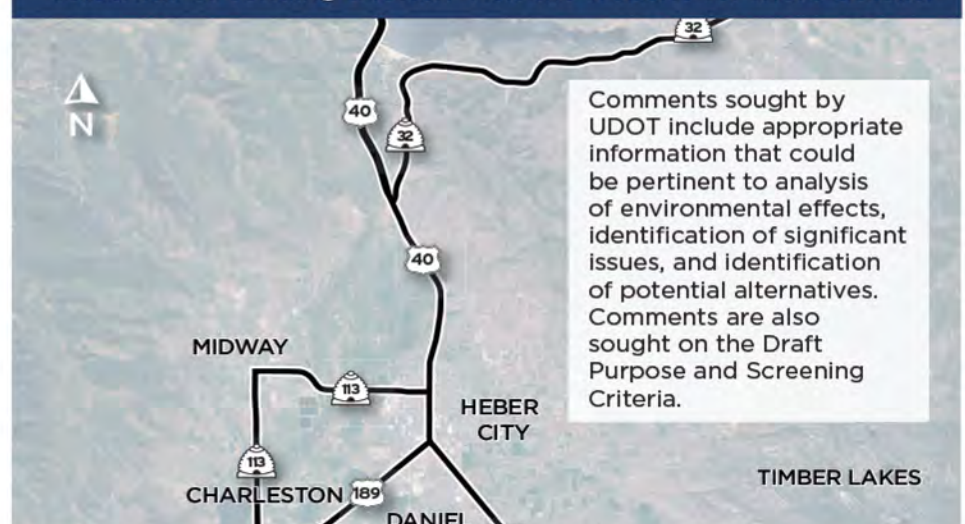 32
40
N
32
Comments sought by
UDOT include appropriate
information that could
be pertinent to analysis
of environmental effects,
identification of significant
issues, and identification
of potential alternatives.
Comments are also
sought on the Draft
Purpose and Screening
Criteria.
40
MIDWAY
113
HEBER
CITY
113
TIMBER LAKES
CHARLESTON
189
DANIEL